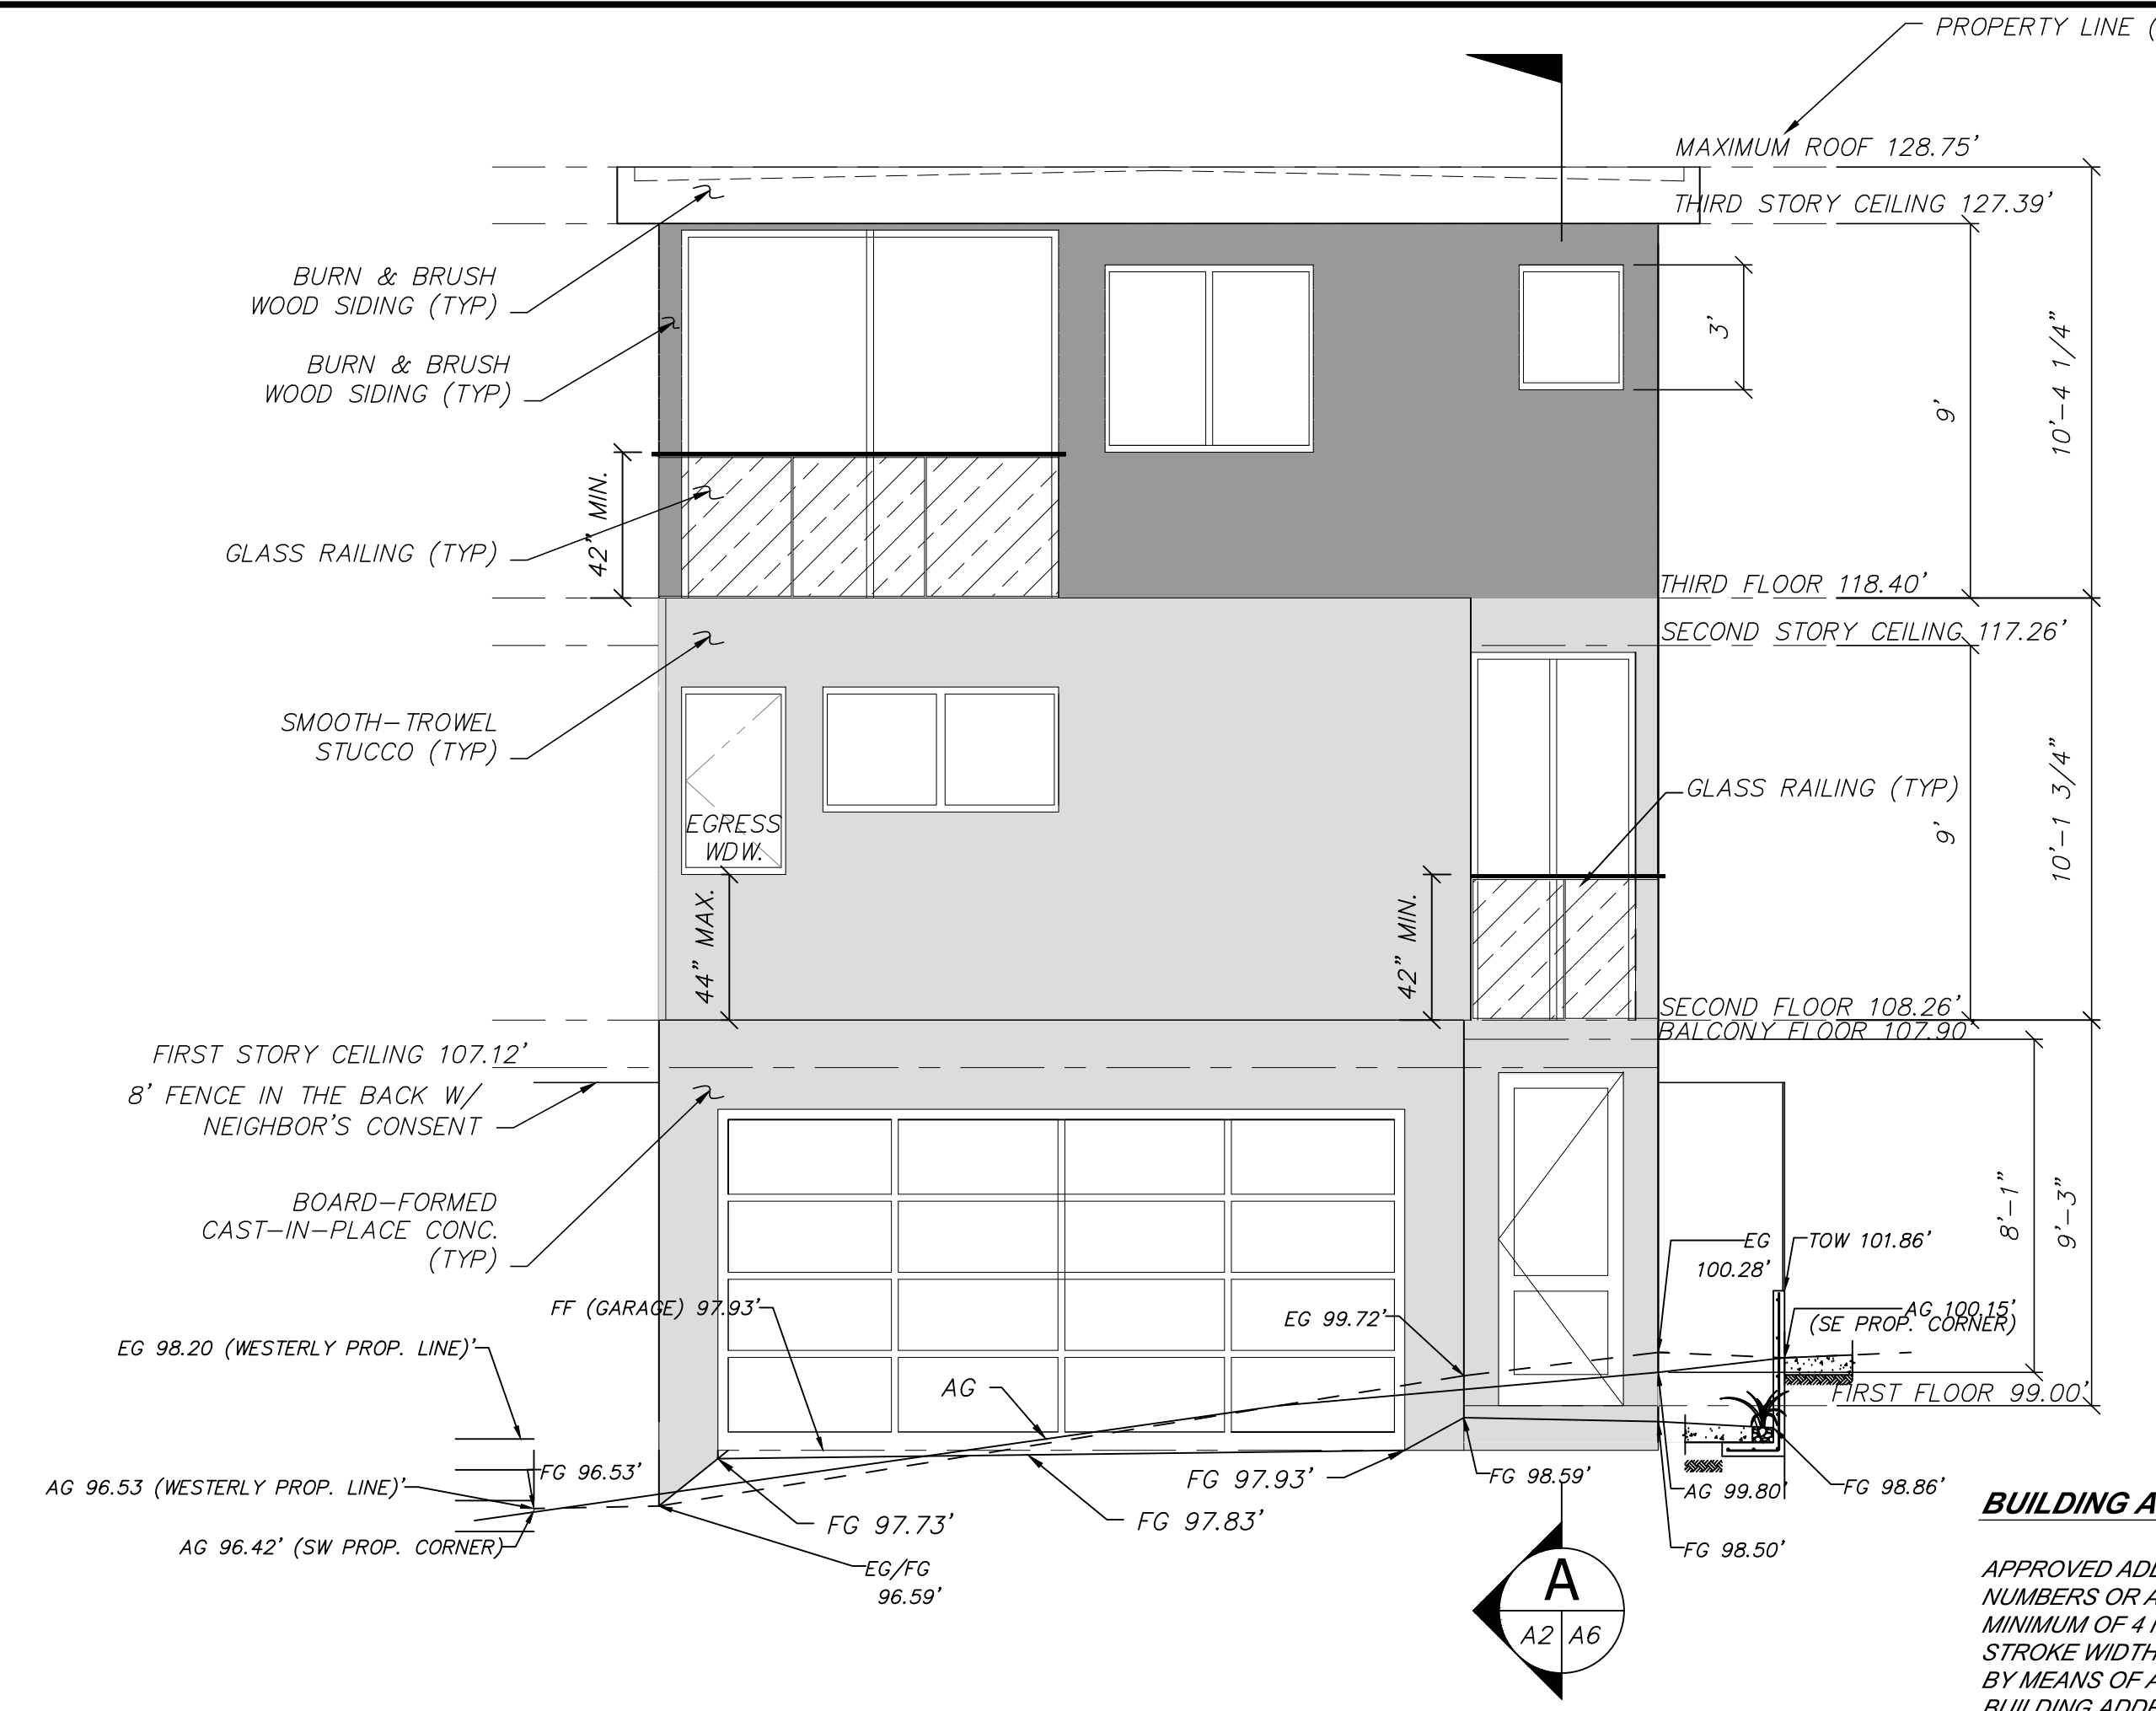 PROPERTY LINE (
MAXIMUM ROOF 128.75'
THIRD STORY CEILING 127.39'
BURN & BRUSH
WOOD SIDING (TYP)
BURN & BRUSH
WOOD SIDING (TYP)
3'
9'
10'-4 1/4"
42" MIN.
GLASS RAILING (TYP)
THIRD FLOOR 118.40'
SECOND STORY CEILING 117.26'
SMOOTH-TROWEL
STUCCO (TYP)
GLASS RAILING (TYP)
9'
10'-1 3/4"
EGRESS
WDW.
44" MAX.
42" MIN.
SECOND FLOOR 108.26'
BALCONY FLOOR 107.90'
FIRST STORY CEILING 107.12'
8' FENCE IN THE BACK W/
NEIGHBOR'S CONSENT
BOARD-FORMED
CAST-IN-PLACE CONC.
(TYP)
8'-1"
9'-3"
EG
100.28'
TOW 101.86'
FF (GARAGE) 97.93'
EG 99.72'
AG 100.15'
(SE PROP. CORNER)
EG 98.20 (WESTERLY PROP. LINE)'
AG
FIRST FLOOR 99.00'
FG 96.53'
AG 96.53 (WESTERLY PROP. LINE)'
FG 97.93'
FG 98.59'
AG 99.80'
FG 98.86'
AG 96.42' (SW PROP. CORNER)
FG 97.73'
FG 97.83'
FG 98.50'
EG/FG
96.59'
A
A2 A6
BUILDING A
APPROVED ADD
NUMBERS OR A
MINIMUM OF 4
STROKE WIDTH
BY MEANS OF A
BUILDING ADDR